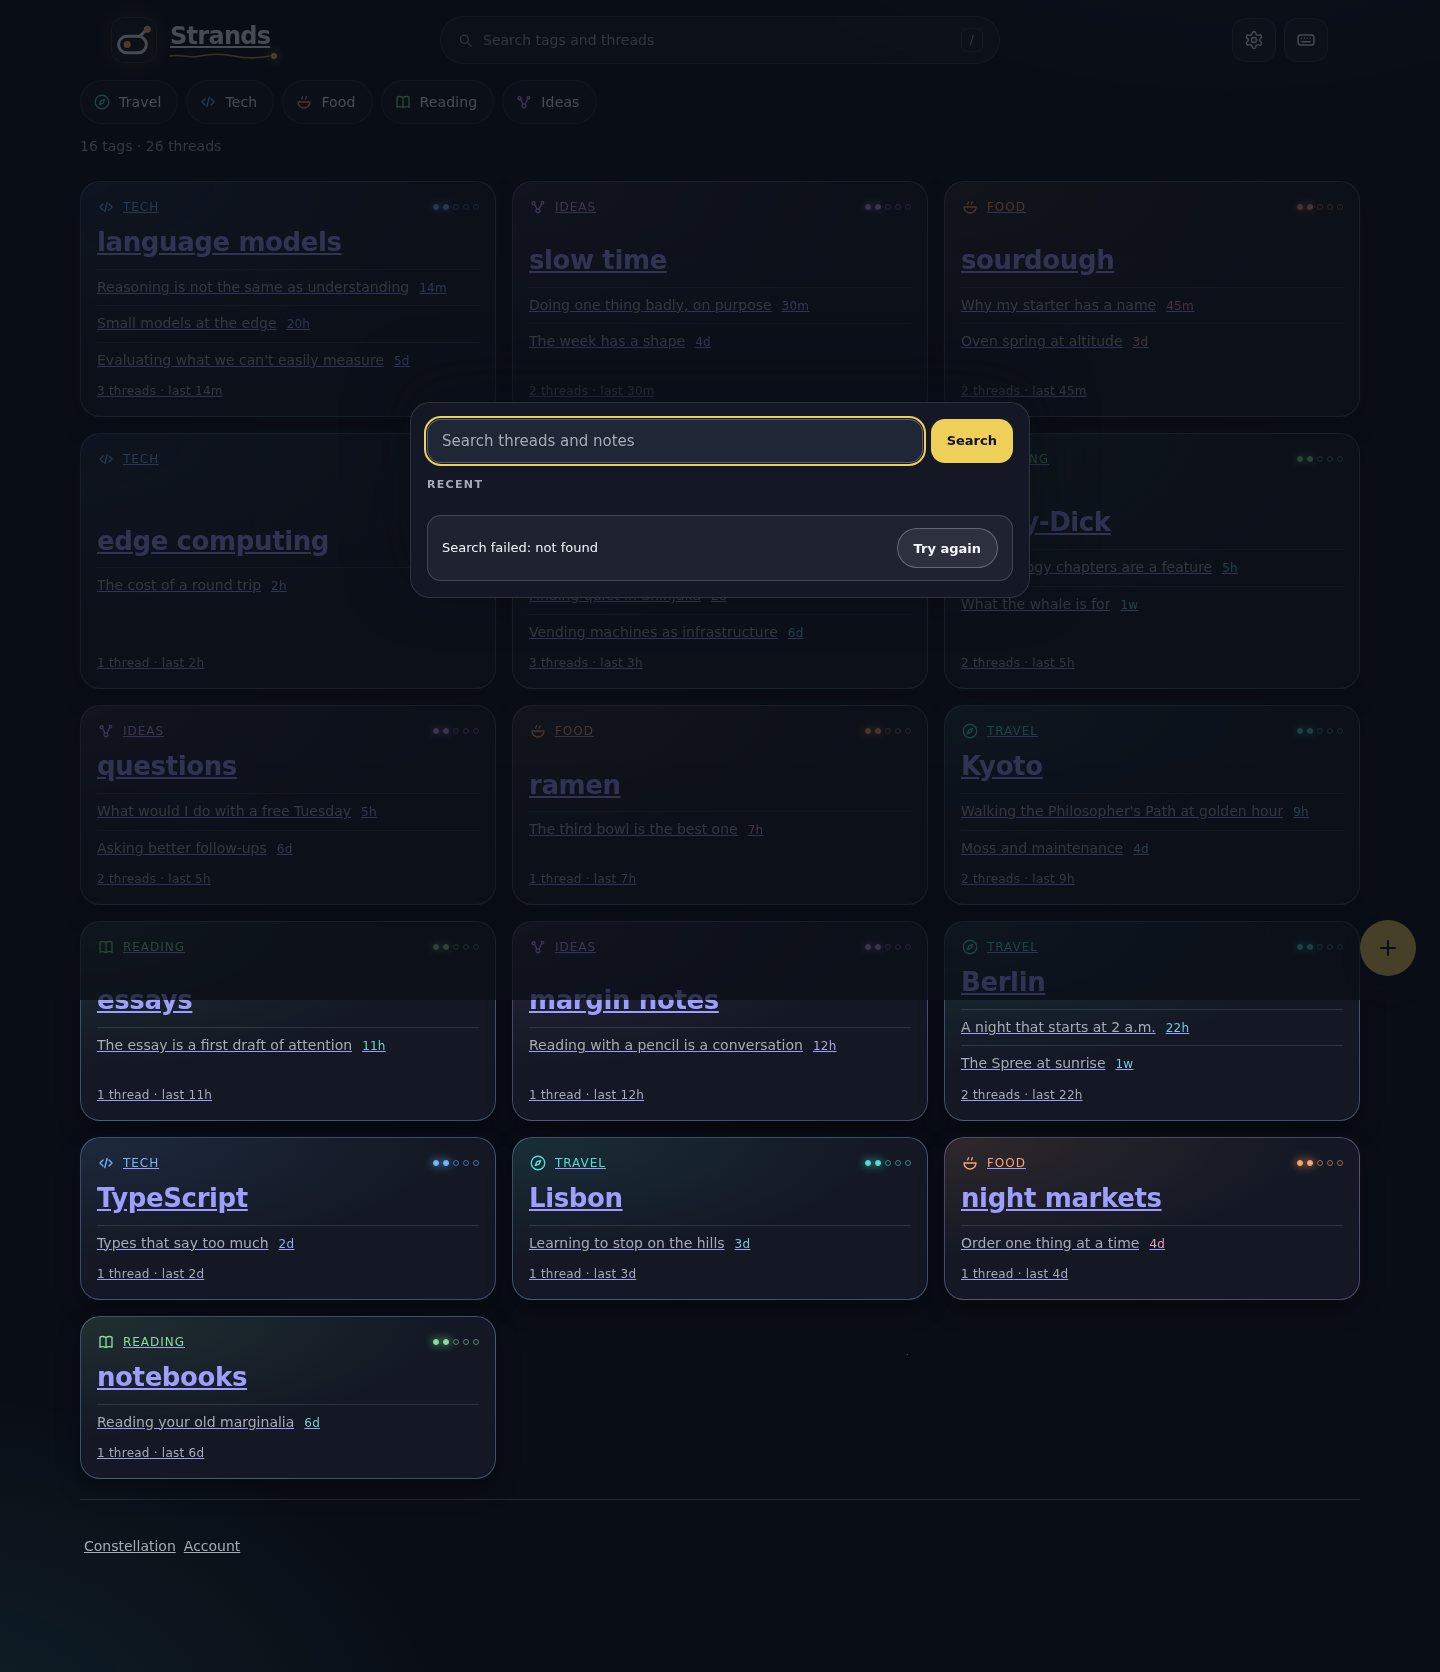 Strands
Search tags and threads /
Travel Tech Food Reading Ideas
16 tags · 26 threads
TECH
language models
Reasoning is not the same as understanding 14m
Small models at the edge 20h
Evaluating what we can't easily measure 5d
3 threads · last 14m
IDEAS
slow time
Doing one thing badly, on purpose 30m
The week has a shape 4d
2 threads · last 30m
FOOD
sourdough
Why my starter has a name 45m
Oven spring at altitude 3d
2 threads · last 45m
Search threads and notes
Search
RECENT
Search failed: not found
Try again
TECH
edge computing
The cost of a round trip 2h
1 thread · last 2h
Vending machines as infrastructure 6d
3 threads · last 3h
NG
y-Dick
ogy chapters are a feature 5h
What the whale is for 1w
2 threads · last 5h
IDEAS
questions
What would I do with a free Tuesday 5h
Asking better follow-ups 6d
2 threads · last 5h
FOOD
ramen
The third bowl is the best one 7h
1 thread · last 7h
TRAVEL
Kyoto
Walking the Philosopher's Path at golden hour 9h
Moss and maintenance 4d
2 threads · last 9h
READING
essays
The essay is a first draft of attention 11h
1 thread · last 11h
IDEAS
margin notes
Reading with a pencil is a conversation 12h
1 thread · last 12h
TRAVEL
Berlin
A night that starts at 2 a.m. 22h
The Spree at sunrise 1w
2 threads · last 22h
TECH
TypeScript
Types that say too much 2d
1 thread · last 2d
TRAVEL
Lisbon
Learning to stop on the hills 3d
1 thread · last 3d
FOOD
night markets
Order one thing at a time 4d
1 thread · last 4d
READING
notebooks
Reading your old marginalia 6d
1 thread · last 6d
Constellation Account